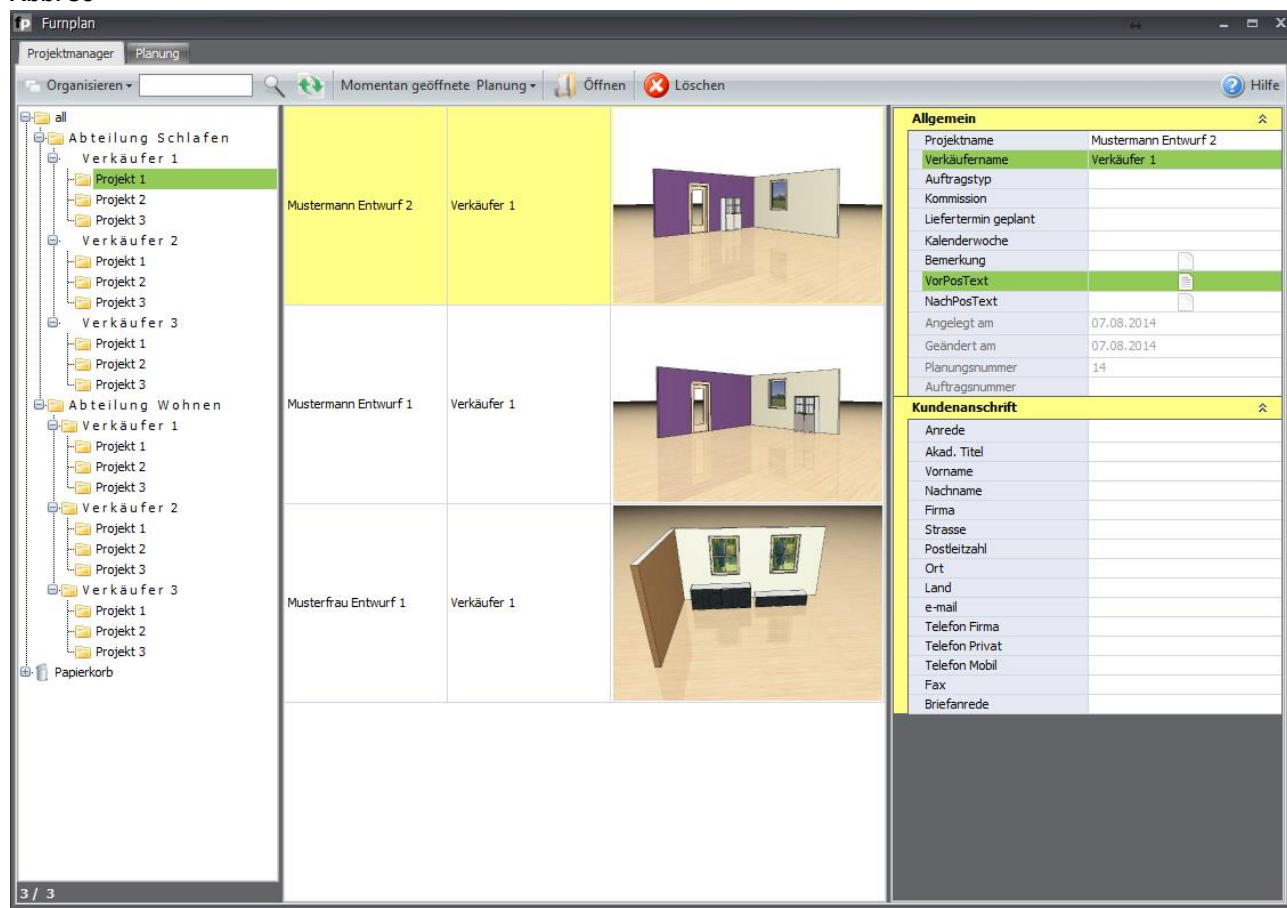 Furnplan
Projektmanager Planung
Organisieren Momentan geöffnete Planung Öffnen Löschen Hilfe
all
Abteilung Schlafen
Verkäufer 1
Projekt 1
Projekt 2
Projekt 3
Verkäufer 2
Projekt 1
Projekt 2
Projekt 3
Verkäufer 3
Projekt 1
Projekt 2
Projekt 3
Abteilung Wohnen
Verkäufer 1
Projekt 1
Projekt 2
Projekt 3
Verkäufer 2
Projekt 1
Projekt 2
Projekt 3
Verkäufer 3
Projekt 1
Projekt 2
Projekt 3
Papierkorb
3 / 3
Mustermann Entwurf 2 Verkäufer 1
Mustermann Entwurf 1 Verkäufer 1
Musterfrau Entwurf 1 Verkäufer 1
Allgemein
Projektname Mustermann Entwurf 2
Verkäufername Verkäufer 1
Auftragstyp
Kommission
Liefertermin geplant
Kalenderwoche
Bemerkung
VorPosText
NachPosText
Angelegt am 07.08.2014
Geändert am 07.08.2014
Planungsnummer 14
Auftragsnummer
Kundenanschrift
Anrede
Akad. Titel
Vorname
Nachname
Firma
Strasse
Postleitzahl
Ort
Land
e-mail
Telefon Firma
Telefon Privat
Telefon Mobil
Fax
Briefanrede